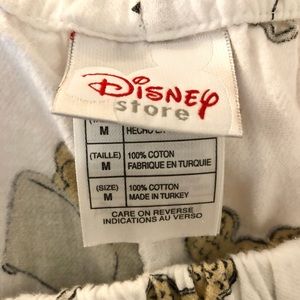 Disney
store
M HECHO EN
(TAILLE) 100% COTON
M FABRIQUE EN TURQUIE
(SIZE) 100% COTTON
M MADE IN TURKEY
CARE ON REVERSE
INDICATIONS AU VERSO